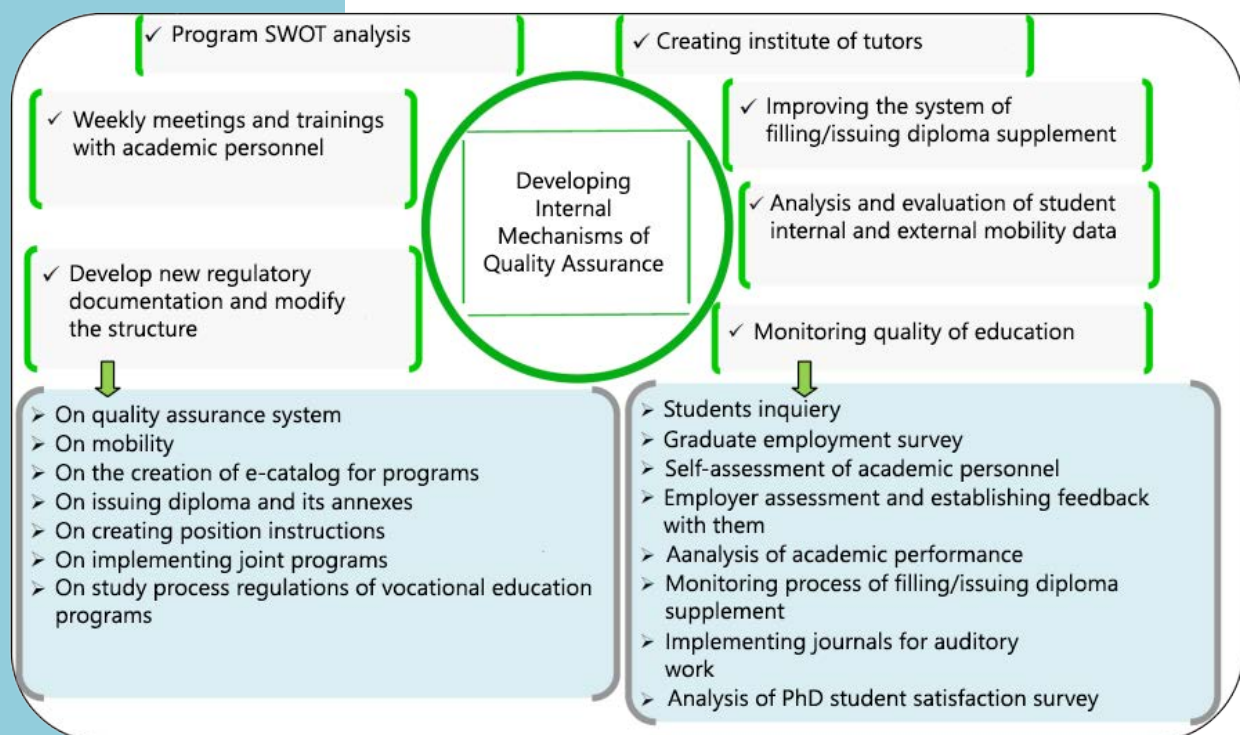 ✓ Program SWOT analysis
✓ Weekly meetings and trainings
with academic personnel
✓ Develop new regulatory
documentation and modify
the structure
Developing
Internal
Mechanisms of
Quality Assurance
✓ Creating institute of tutors
✓ Improving the system of
filling/issuing diploma supplement
✓ Analysis and evaluation of student
internal and external mobility data
✓ Monitoring quality of education
➢ On quality assurance system
➢ On mobility
➢ On the creation of e-catalog for programs
➢ On issuing diploma and its annexes
➢ On creating position instructions
➢ On implementing joint programs
➢ On study process regulations of vocational education
programs
➢ Students inquiery
➢ Graduate employment survey
➢ Self-assessment of academic personnel
➢ Employer assessment and establishing feedback
with them
➢ Aanalysis of academic performance
➢ Monitoring process of filling/issuing diploma
supplement
➢ Implementing journals for auditory
work
➢ Analysis of PhD student satisfaction survey